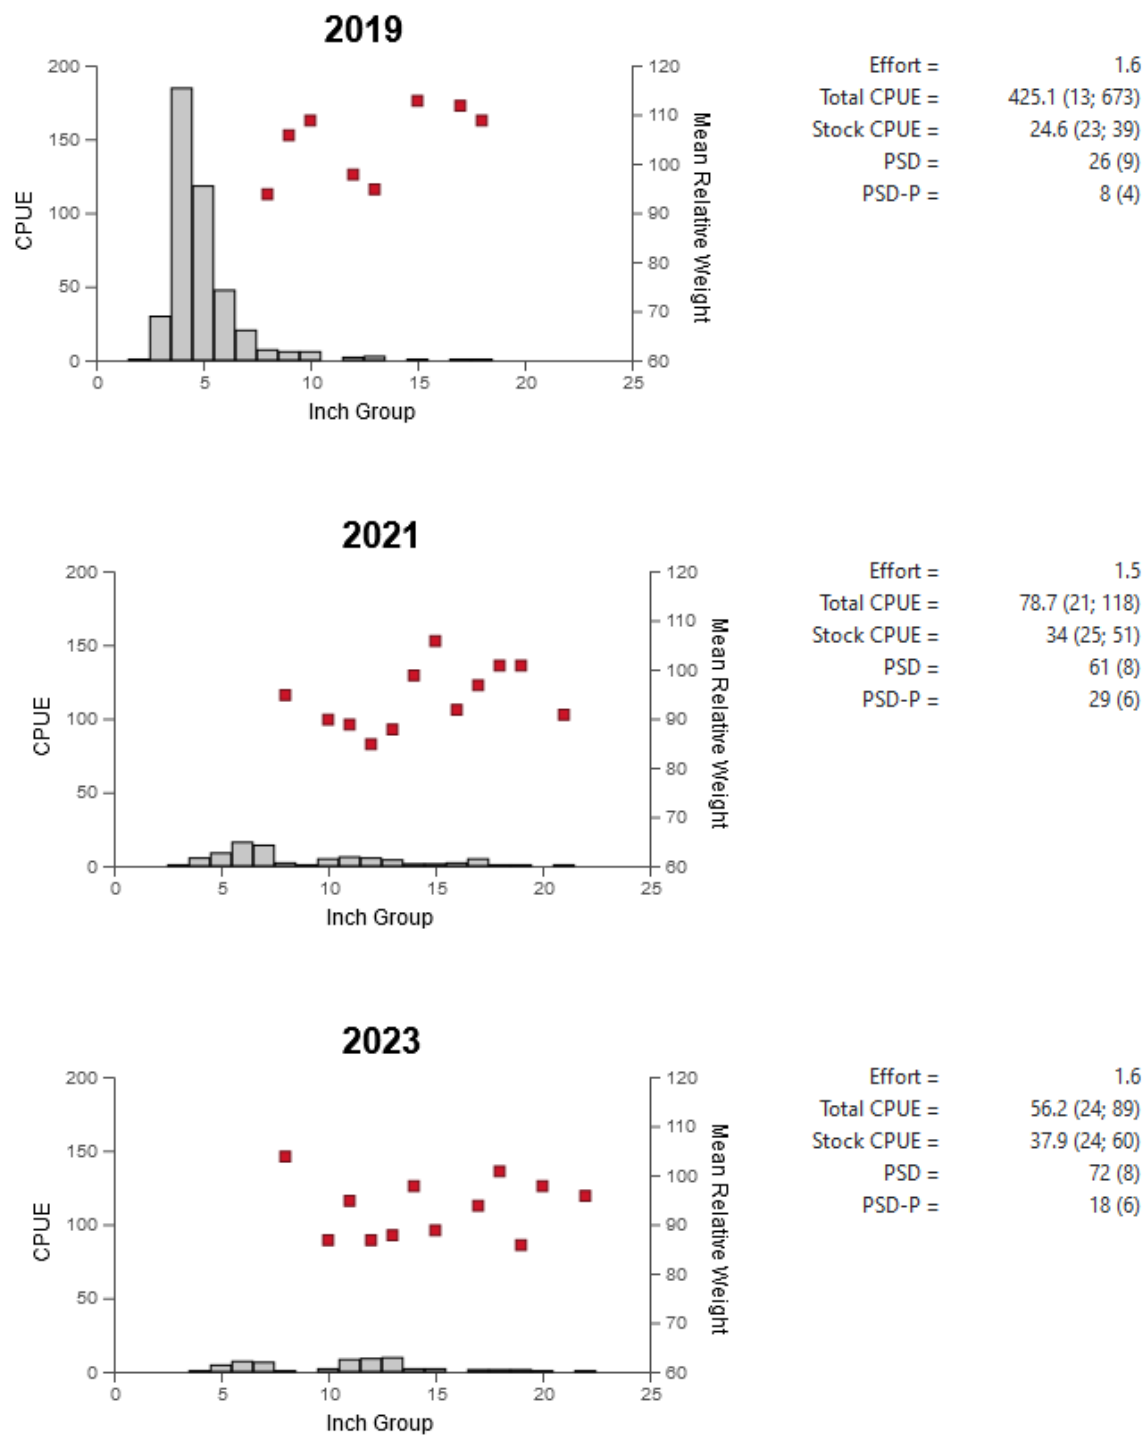 2019
200
150
100
50
0
CPUE
120
110
100
90
80
70
60
Mean Relative Weight
0 5 10 15 20 25
Inch Group
Effort = 1.6
Total CPUE = 425.1 (13; 673)
Stock CPUE = 24.6 (23; 39)
PSD = 26 (9)
PSD-P = 8 (4)
2021
200
150
100
50
0
CPUE
120
110
100
90
80
70
60
Mean Relative Weight
0 5 10 15 20 25
Inch Group
Effort = 1.5
Total CPUE = 78.7 (21; 118)
Stock CPUE = 34 (25; 51)
PSD = 61 (8)
PSD-P = 29 (6)
2023
200
150
100
50
0
CPUE
120
110
100
90
80
70
60
Mean Relative Weight
0 5 10 15 20 25
Inch Group
Effort = 1.6
Total CPUE = 56.2 (24; 89)
Stock CPUE = 37.9 (24; 60)
PSD = 72 (8)
PSD-P = 18 (6)